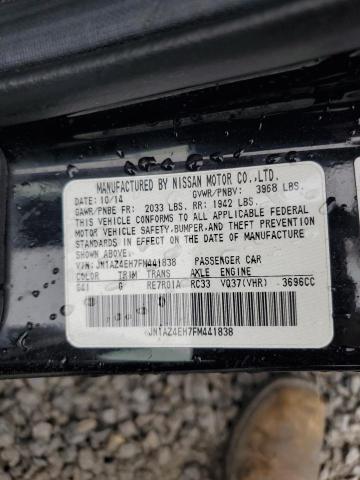 MANUFACTURED BY NISSAN MOTOR CO.,LTD.
DATE: 10/14 GVWR/PNBV: 3968 LBS.
GAWR/PNBE FR: 2033 LBS. RR: 1942 LBS.
THIS VEHICLE CONFORMS TO ALL APPLICABLE FEDERAL
MOTOR VEHICLE SAFETY,BUMPER,AND THEFT PREVENTION
STANDARDS IN EFFECT ON THE DATE OF MANUFACTURE SHOWN ABOVE.
VIN: JN1AZ4EH7FM441838 PASSENGER CAR
COLOR TRIM TRANS AXLE ENGINE
G41 G RE7R01A RC33 VQ37(VHR) 3696CC
JN1AZ4EH7FM441838